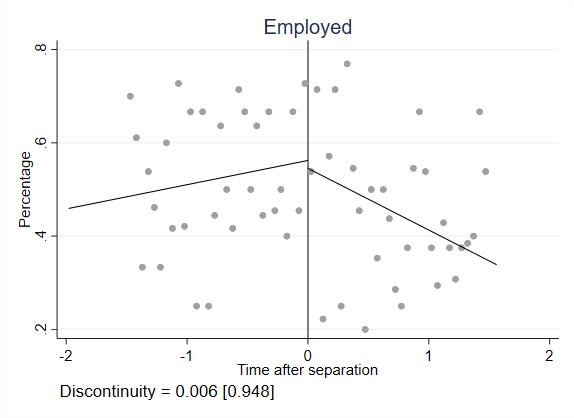 Employed
Percentage
.8
.6
.4
.2
-2 -1 0 1 2
Time after separation
Discontinuity = 0.006 [0.948]